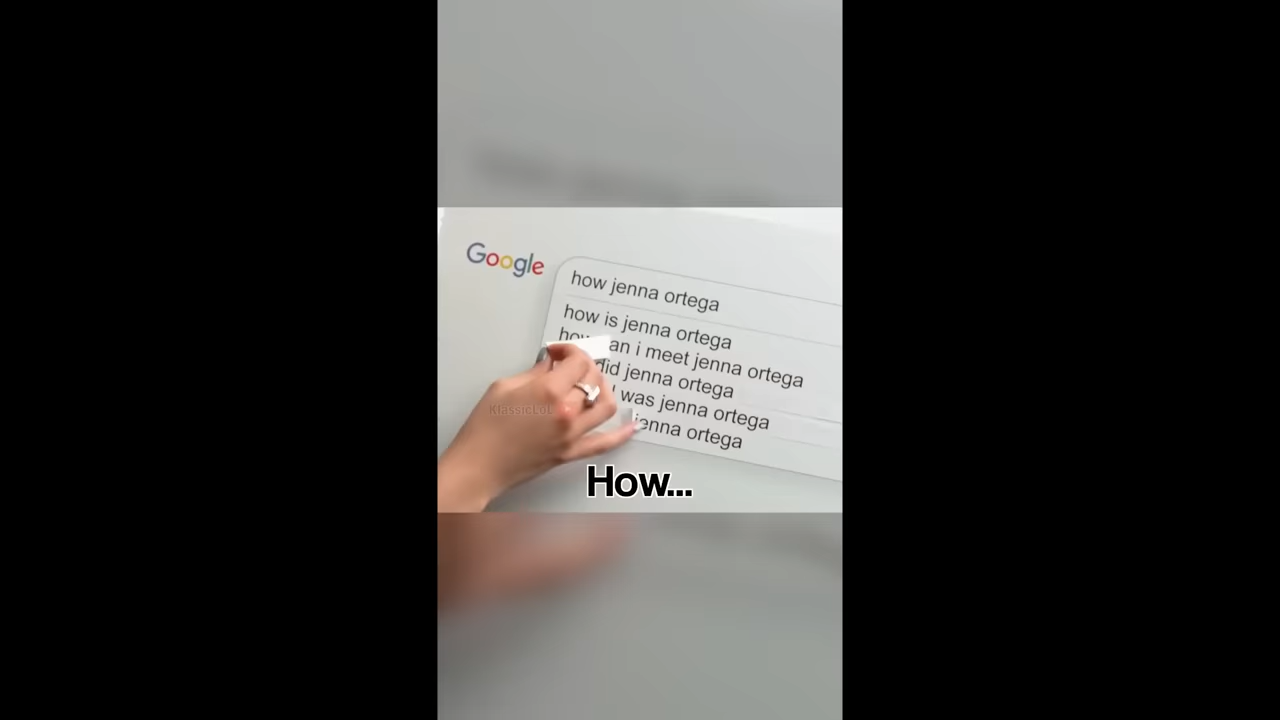 Google
how jenna ortega
how is jenna ortega
an i meet jenna ortega
did jenna ortega
was jenna ortega
jenna ortega
KlassicLoL
How...